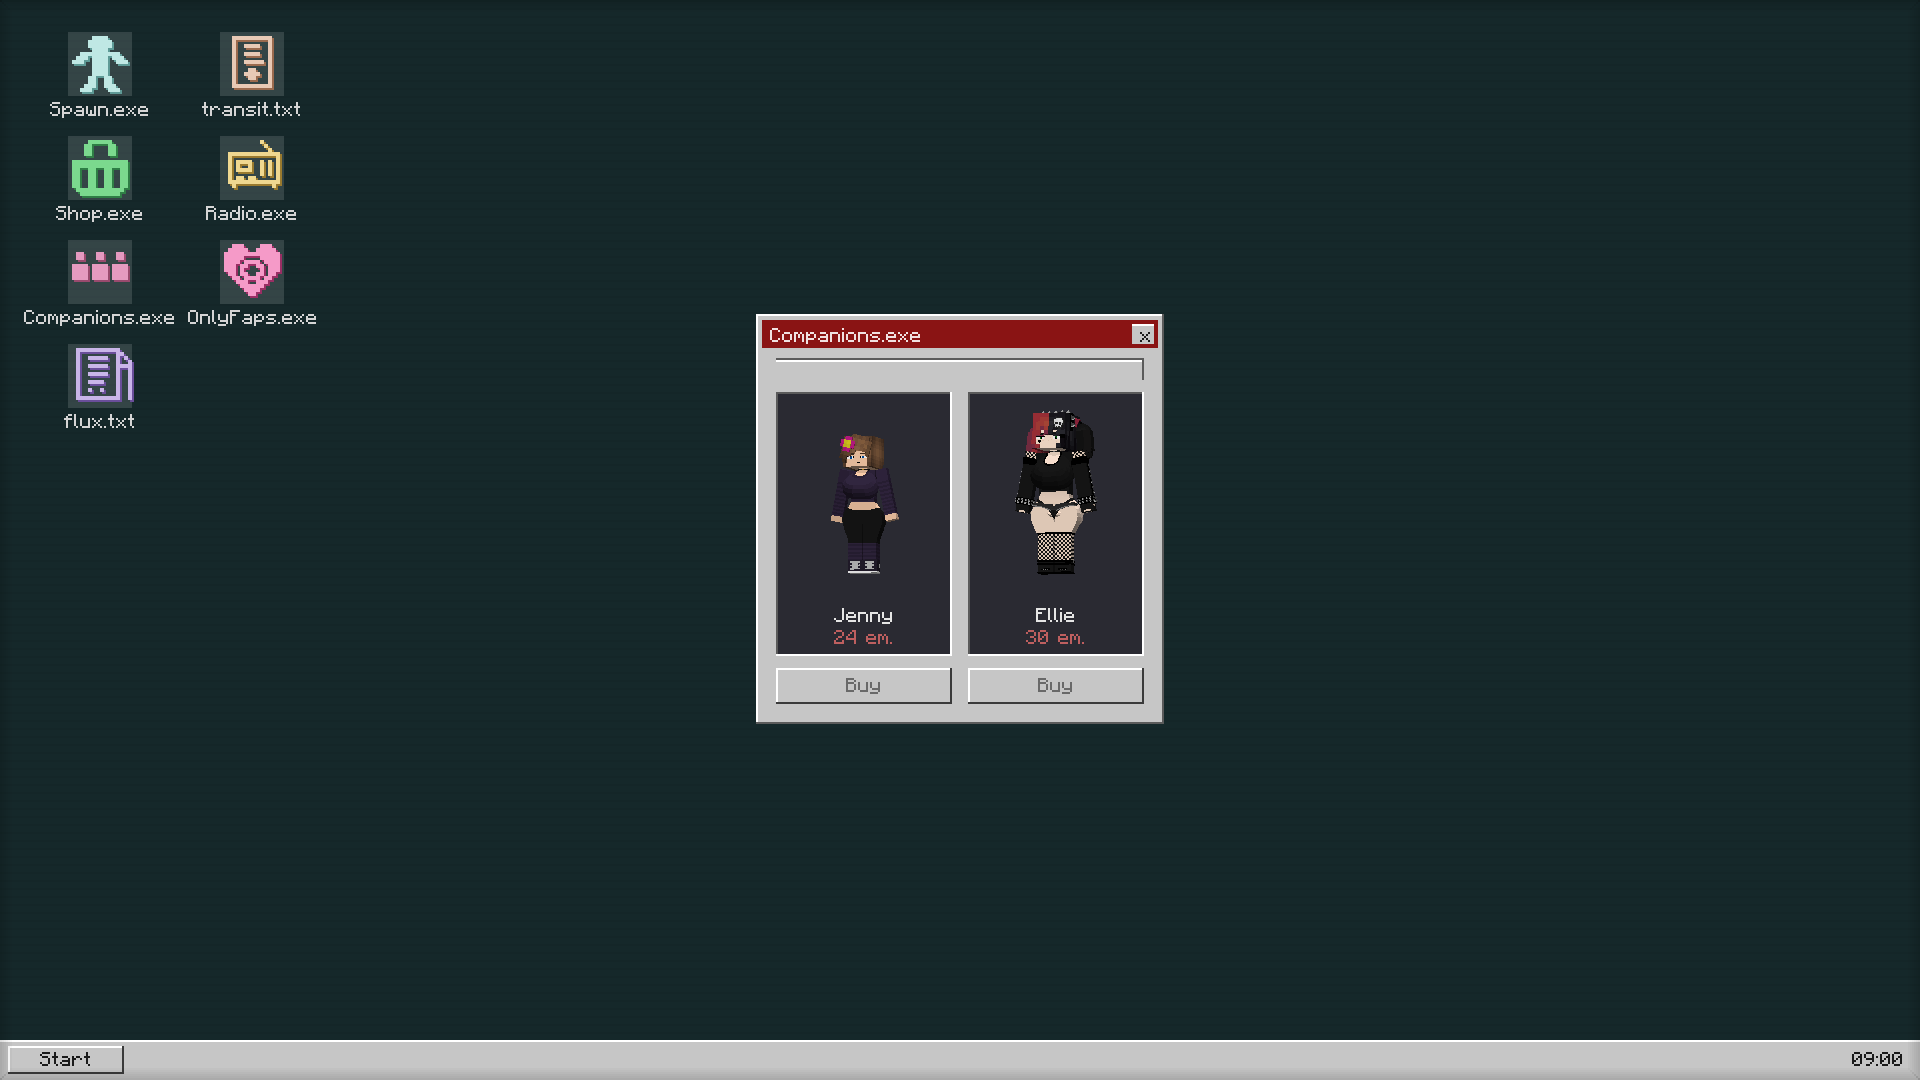 Spawn.exe
transit.txt
Shop.exe
Radio.exe
Companions.exe
OnlyFaps.exe
flux.txt
Companions.exe
x
Jenny
24 em.
Ellie
30 em.
Buy
Buy
Start
09:00